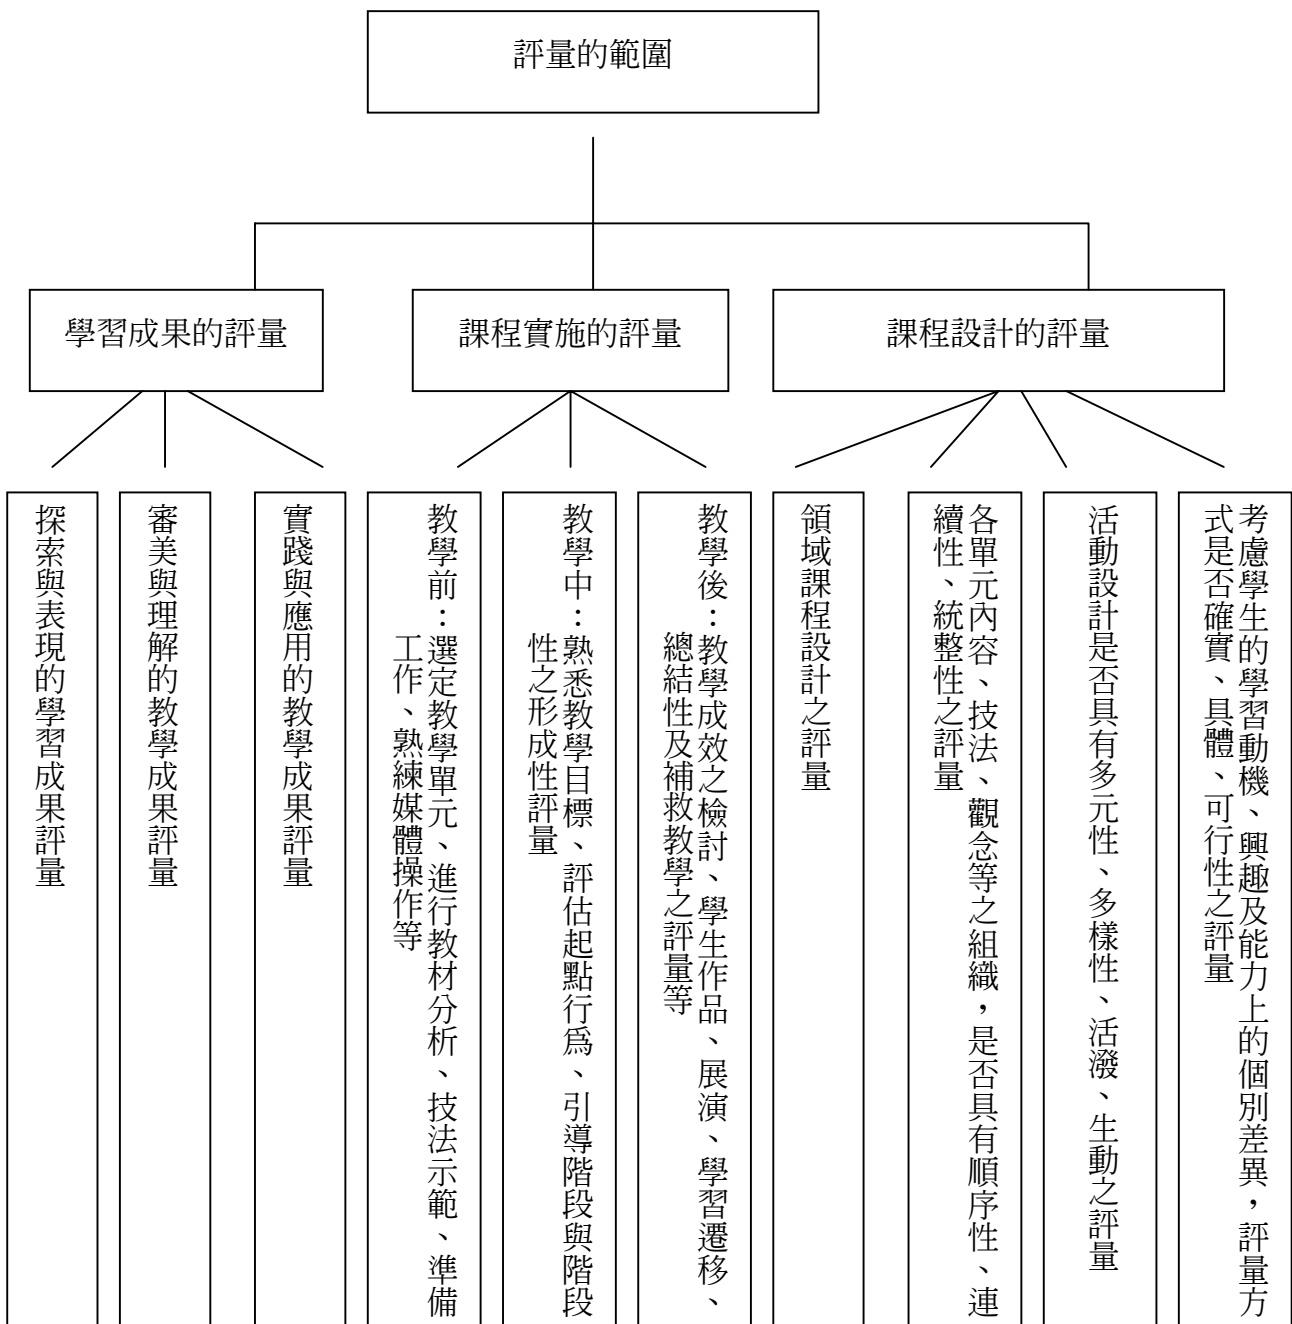 評量的範圍
學習成果的評量
課程實施的評量
課程設計的評量
探索與表現的學習成果評量
審美與理解的教學成果評量
實踐與應用的教學成果評量
教學前：選定教學單元、進行教材分析、技法示範、準備
工作、熟練媒體操作等
教學中：熟悉教學目標、評估起點行為、引導階段與階段
性之形成性評量
教學後：教學成效之檢討、學生作品、展演、學習遷移、
總結性及補救教學之評量等
領域課程設計之評量
各單元內容、技法、觀念等之組織，是否具有順序性、連
續性、統整性之評量
活動設計是否具有多元性、多樣性、活潑、生動之評量
考慮學生的學習動機、興趣及能力上的個別差異，評量方
式是否確實、具體、可行性之評量